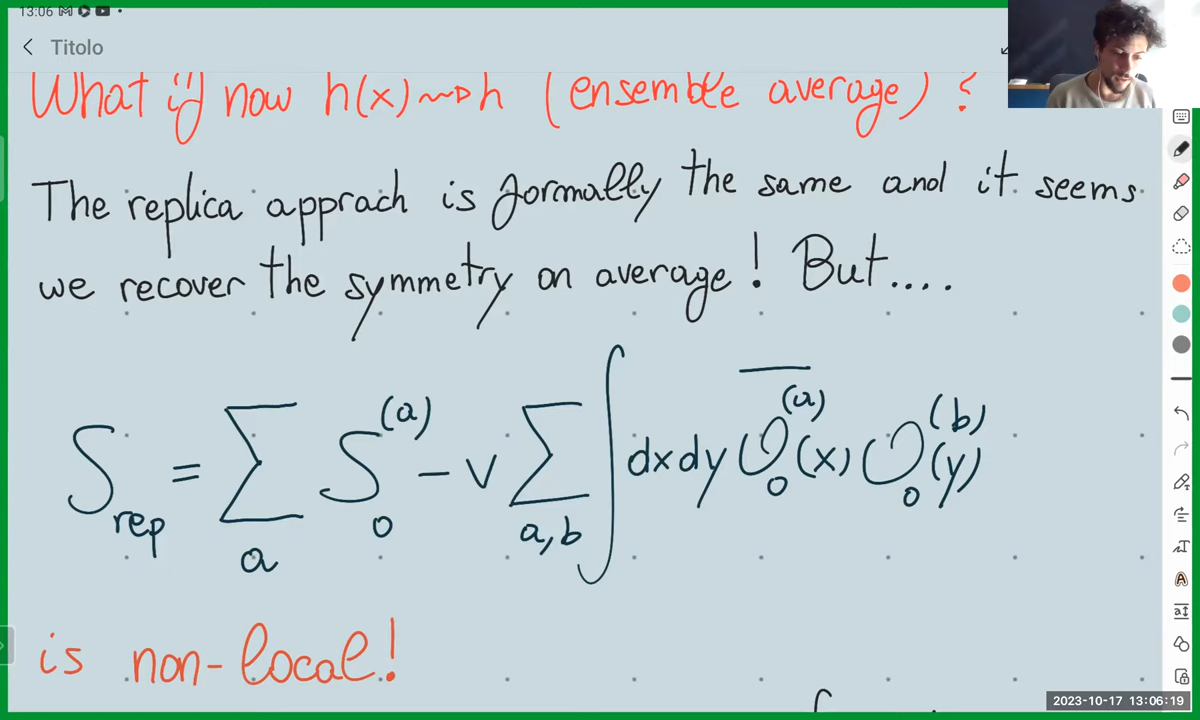 13:06
Titolo
What if now h(x) ⇝ h (ensemble average)?
The replica apprach is formally the same and it seems
we recover the symmetry on average! But....
S_rep = Σ_a S_0^(a) − v Σ_{a,b} ∫ dx dy \overline{O}_0^(a)(x) O_0^(b)(y)
is non-local!
2023-10-17 13:06:19